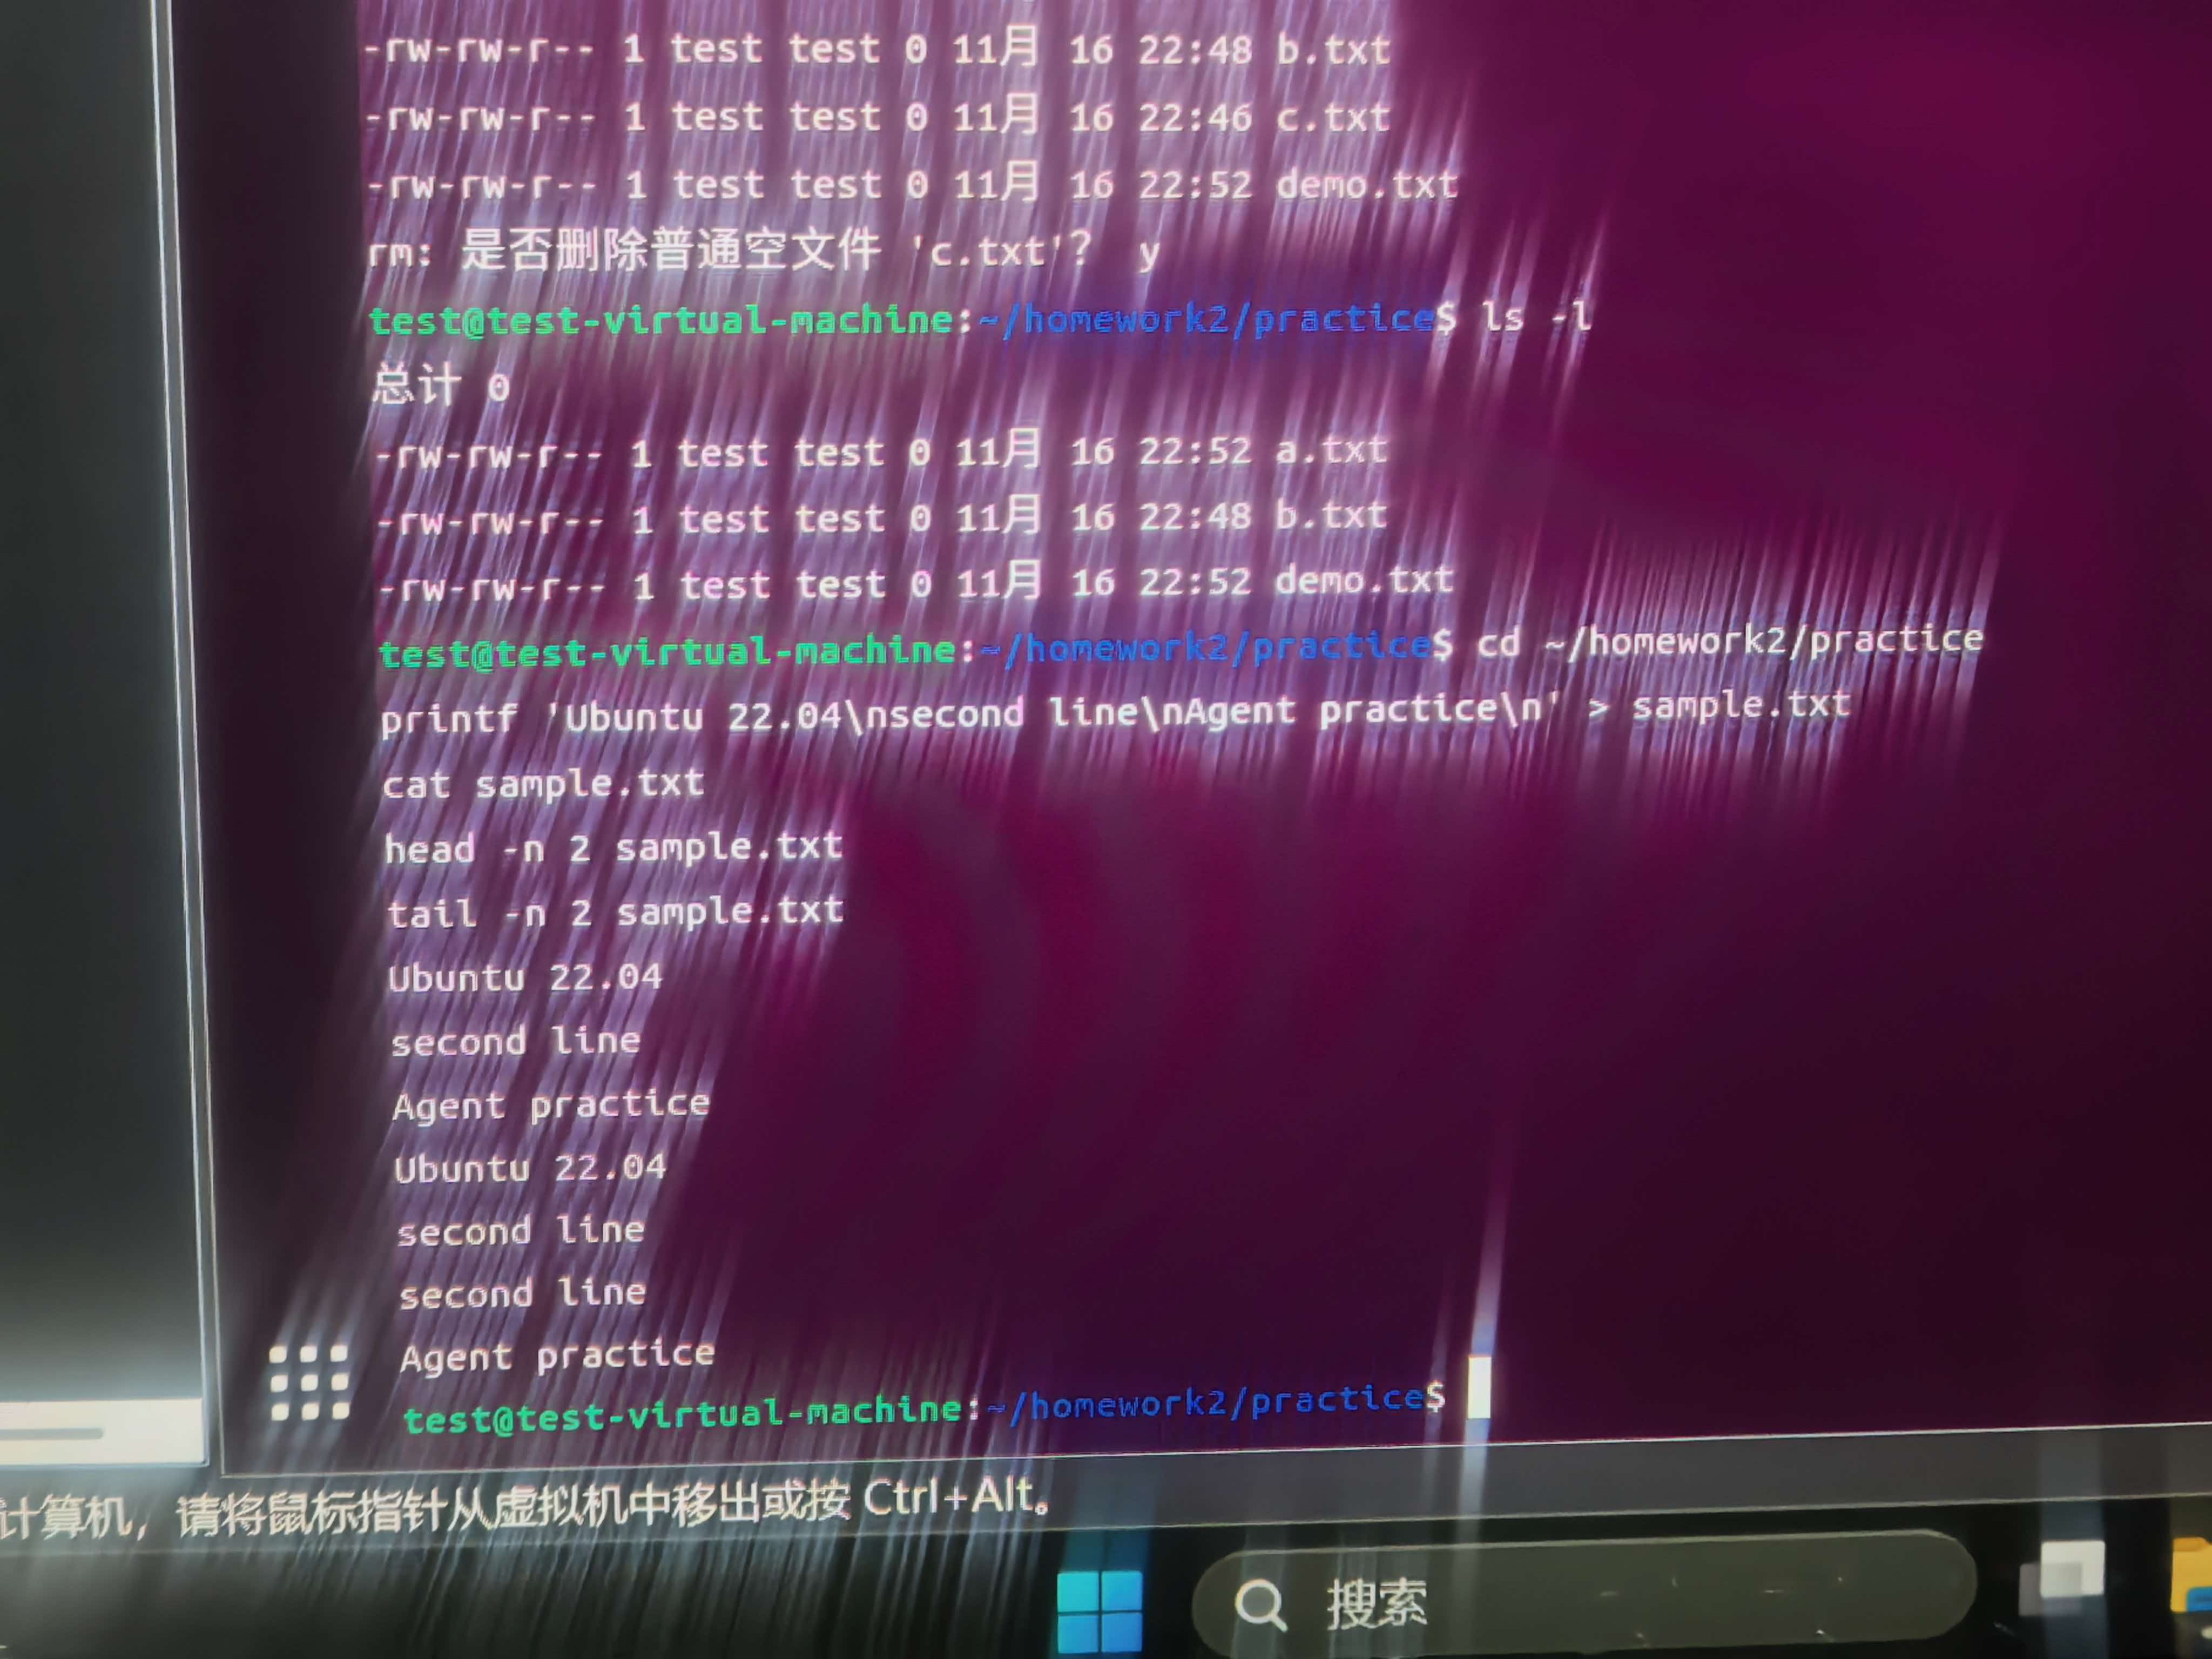 -rw-rw-r-- 1 test test 0 11月 16 22:48 b.txt
-rw-rw-r-- 1 test test 0 11月 16 22:46 c.txt
-rw-rw-r-- 1 test test 0 11月 16 22:52 demo.txt
rm: 是否删除普通空文件 'c.txt'? y
test@test-virtual-machine:~/homework2/practice$ ls -l
总计 0
-rw-rw-r-- 1 test test 0 11月 16 22:52 a.txt
-rw-rw-r-- 1 test test 0 11月 16 22:48 b.txt
-rw-rw-r-- 1 test test 0 11月 16 22:52 demo.txt
test@test-virtual-machine:~/homework2/practice$ cd ~/homework2/practice
printf 'Ubuntu 22.04\nsecond line\nAgent practice\n' > sample.txt
cat sample.txt
head -n 2 sample.txt
tail -n 2 sample.txt
Ubuntu 22.04
second line
Agent practice
Ubuntu 22.04
second line
second line
Agent practice
test@test-virtual-machine:~/homework2/practice$
计算机，请将鼠标指针从虚拟机中移出或按 Ctrl+Alt。
搜索